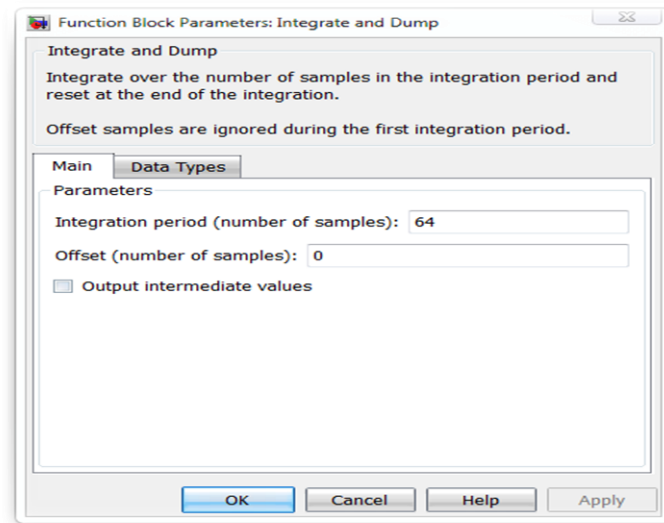 Function Block Parameters: Integrate and Dump
Integrate and Dump
Integrate over the number of samples in the integration period and
reset at the end of the integration.
Offset samples are ignored during the first integration period.
Main
Data Types
Parameters
Integration period (number of samples): 64
Offset (number of samples): 0
Output intermediate values
OK
Cancel
Help
Apply